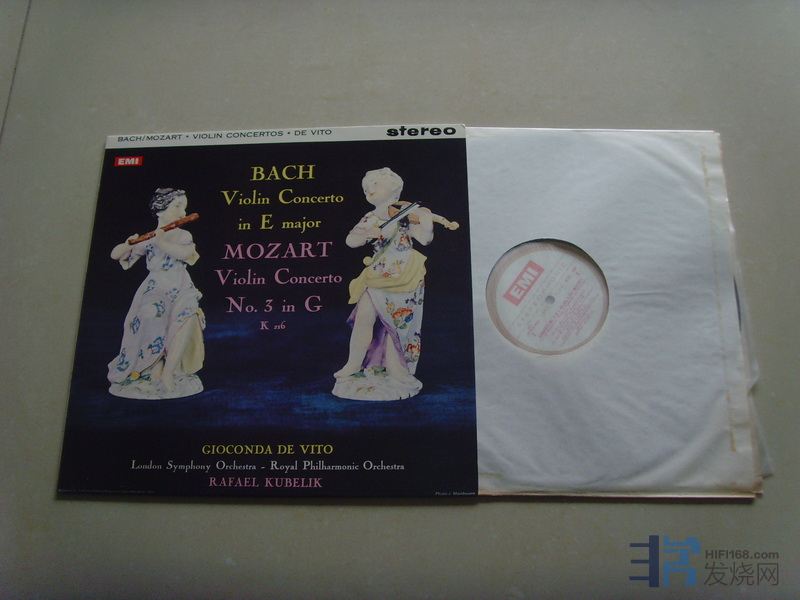 BACH/MOZART • VIOLIN CONCERTOS • DE VITO
stereo
EMI
BACH
Violin Concerto
in E major
MOZART
Violin Concerto
No. 3 in G
K 216
GIOCONDA DE VITO
London Symphony Orchestra - Royal Philharmonic Orchestra
RAFAEL KUBELIK
EMI
HIFI168.com
发烧网